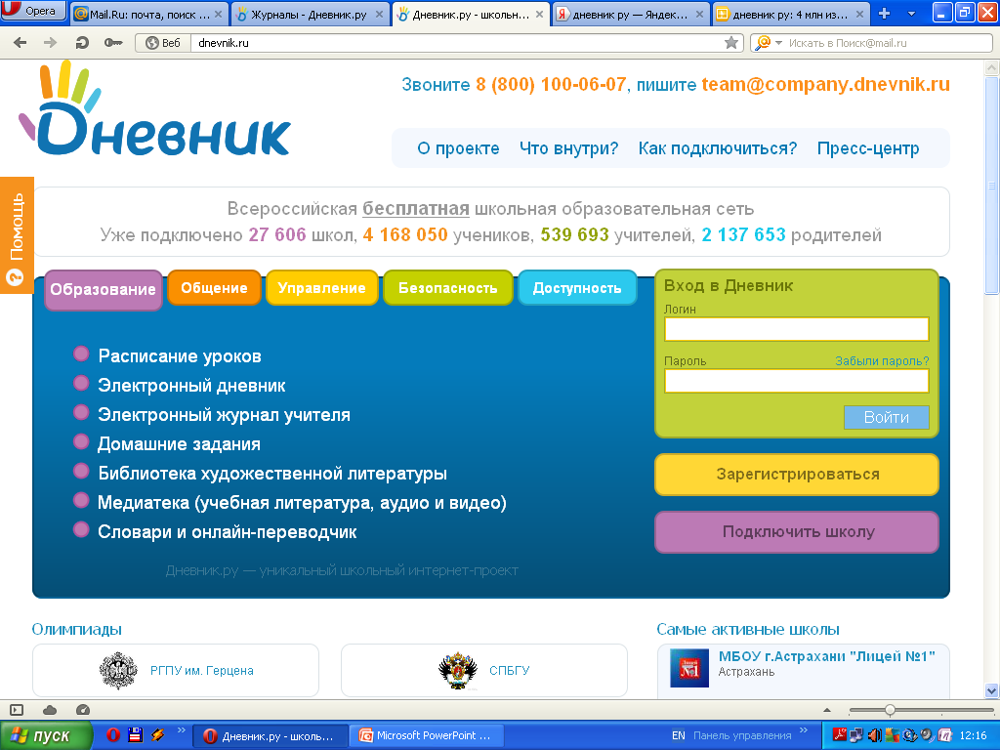 Opera
Mail.Ru: почта, поиск ...
Журналы - Дневник.ру
Дневник.ру - школьн...
дневник ру — Яндек...
дневник ру: 4 млн из...
Веб
dnevnik.ru
Искать в Поиск@mail.ru
Звоните 8 (800) 100-06-07, пишите team@company.dnevnik.ru
Дневник
О проекте Что внутри? Как подключиться? Пресс-центр
Помощь
Всероссийская бесплатная школьная образовательная сеть
Уже подключено 27 606 школ, 4 168 050 учеников, 539 693 учителей, 2 137 653 родителей
Образование Общение Управление Безопасность Доступность
Расписание уроков
Электронный дневник
Электронный журнал учителя
Домашние задания
Библиотека художественной литературы
Медиатека (учебная литература, аудио и видео)
Словари и онлайн-переводчик
Дневник.ру — уникальный школьный интернет-проект
Вход в Дневник
Логин
Пароль Забыли пароль?
Войти
Зарегистрироваться
Подключить школу
Олимпиады
РГПУ им. Герцена
СПБГУ
Самые активные школы
МБОУ г.Астрахани "Лицей №1"
Астрахань
пуск
Дневник.ру - школь...
Microsoft PowerPoint ...
EN
Панель управления
12:16